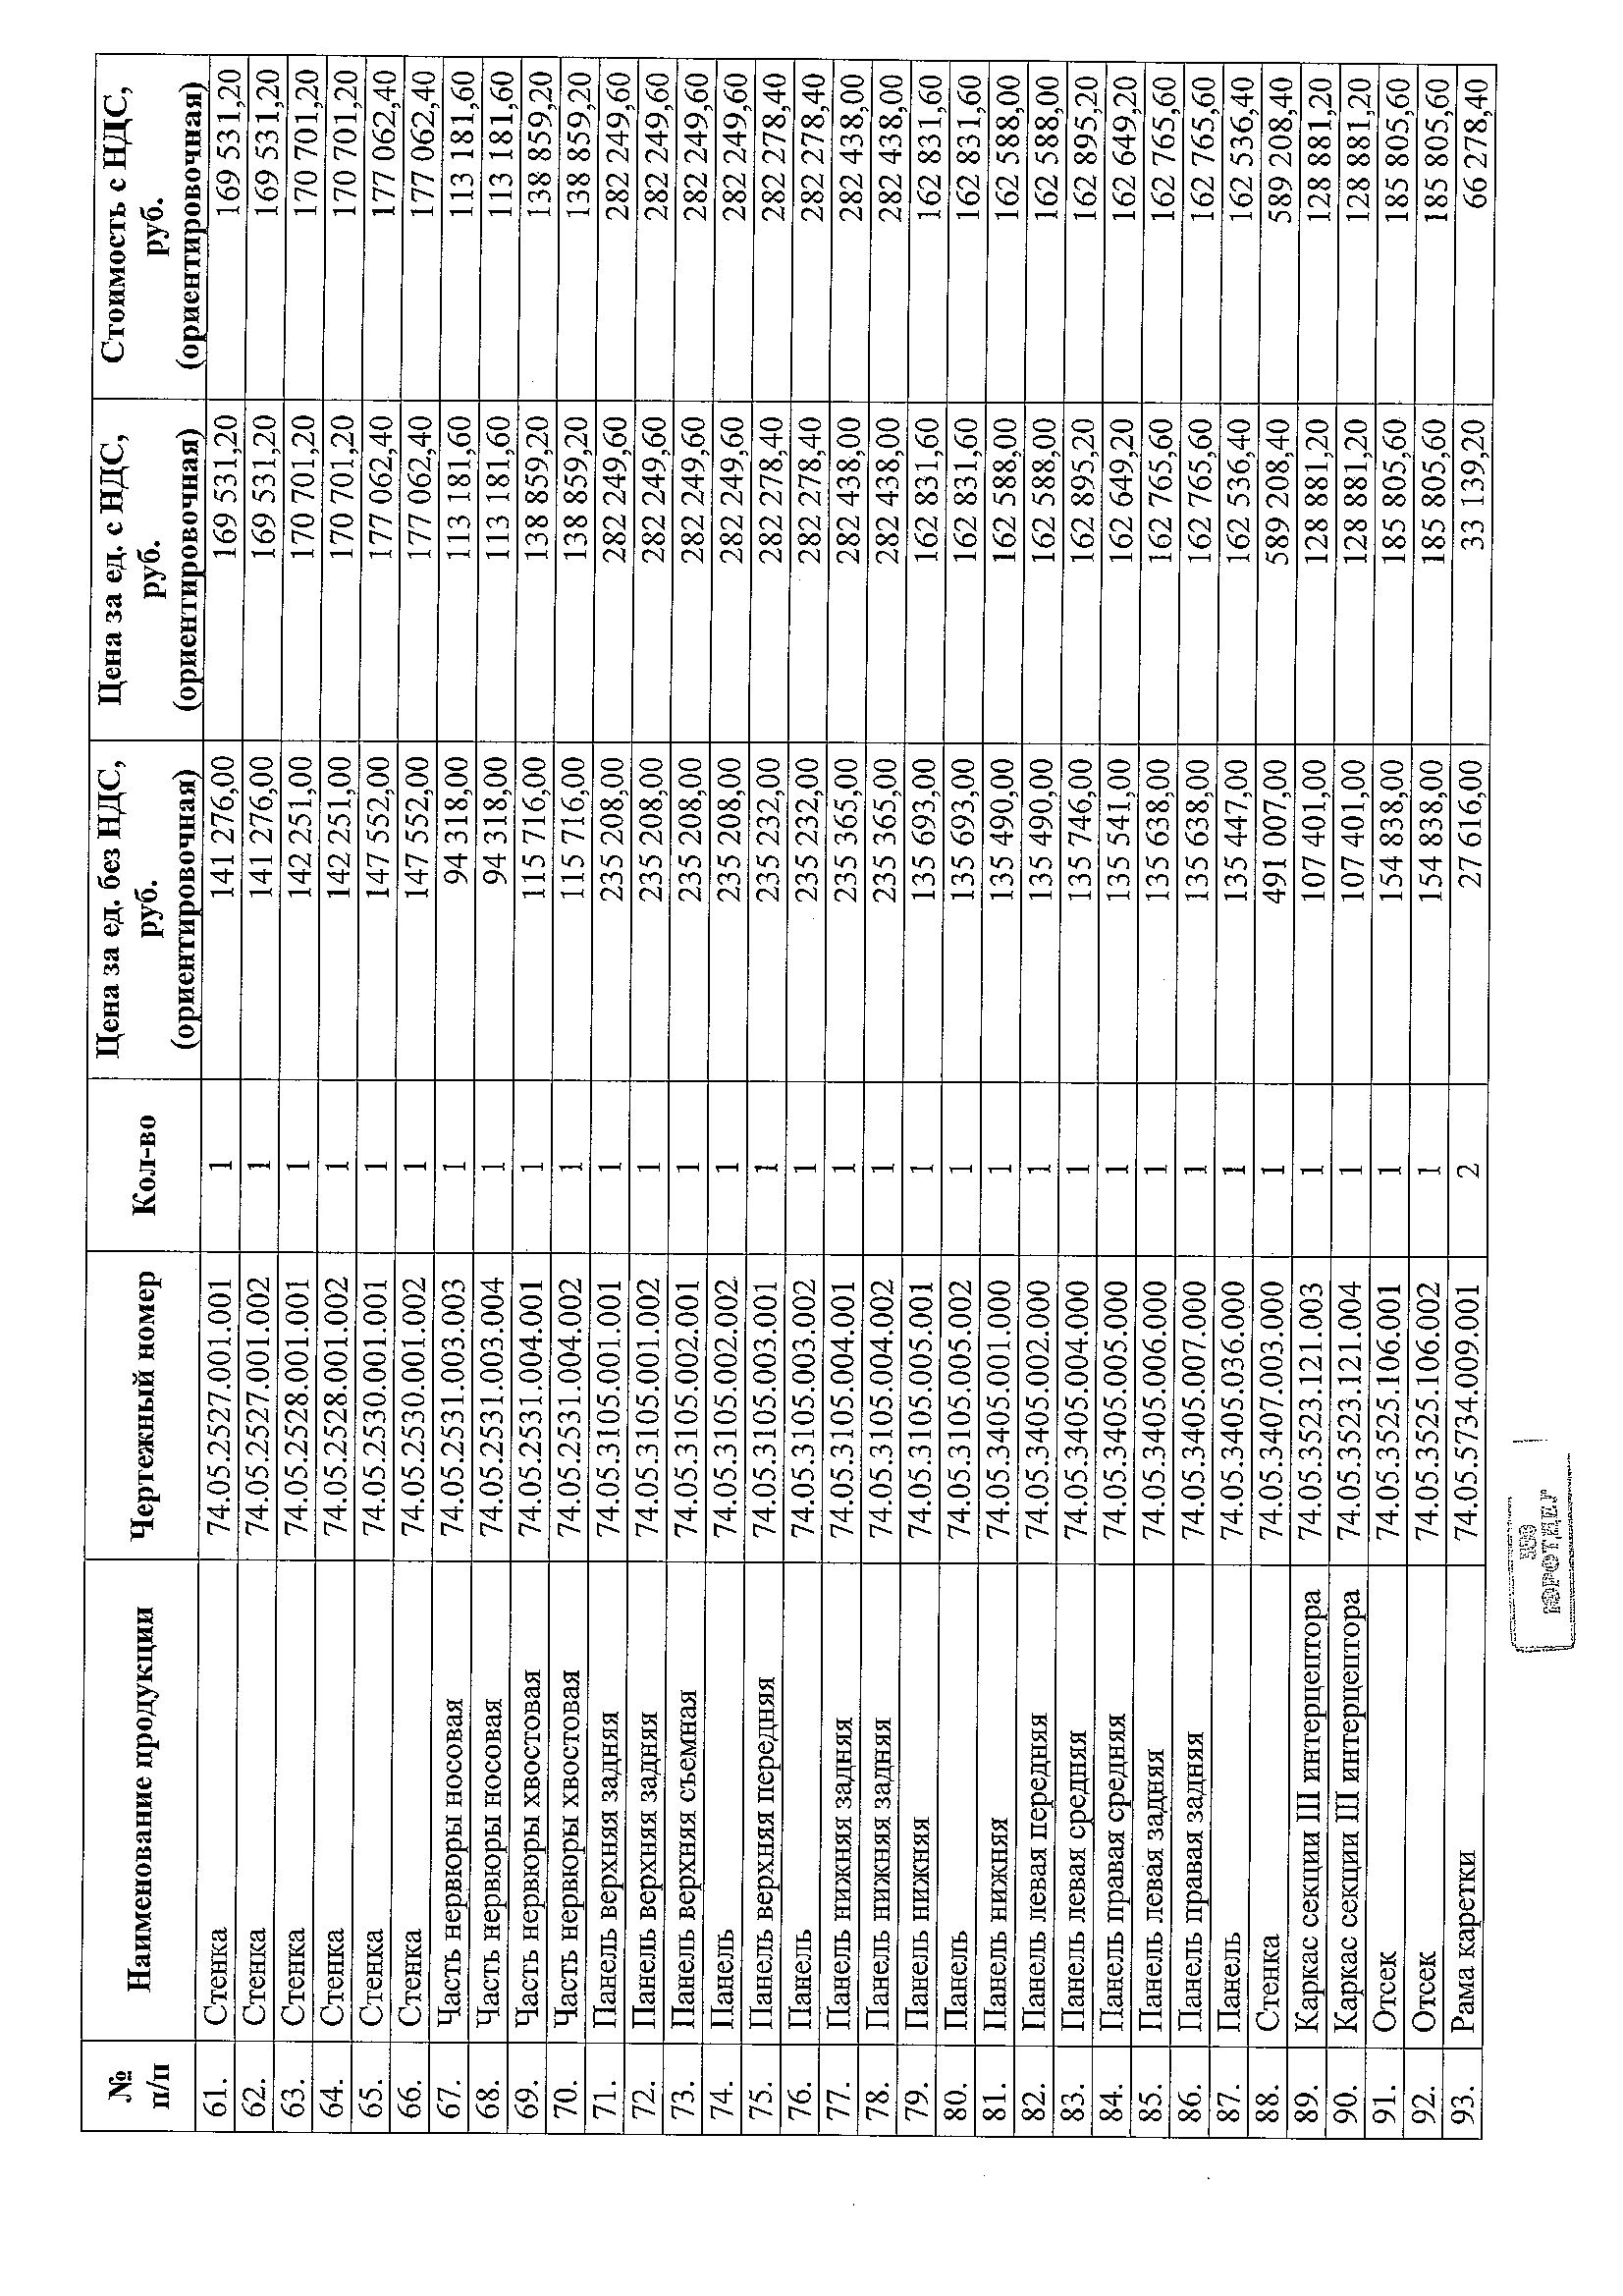 № п/п Наименование продукции Чертежный номер Кол-во Цена за ед. без НДС, руб. (ориентировочная) Цена за ед. с НДС, руб. (ориентировочная) Стоимость с НДС, руб. (ориентировочная)
61. Стенка 74.05.2527.001.001 1 141 276,00 169 531,20 169 531,20
62. Стенка 74.05.2527.001.002 1 141 276,00 169 531,20 169 531,20
63. Стенка 74.05.2528.001.001 1 142 251,00 170 701,20 170 701,20
64. Стенка 74.05.2528.001.002 1 142 251,00 170 701,20 170 701,20
65. Стенка 74.05.2530.001.001 1 147 552,00 177 062,40 177 062,40
66. Стенка 74.05.2530.001.002 1 147 552,00 177 062,40 177 062,40
67. Часть нервюры носовая 74.05.2531.003.003 1 94 318,00 113 181,60 113 181,60
68. Часть нервюры носовая 74.05.2531.003.004 1 94 318,00 113 181,60 113 181,60
69. Часть нервюры хвостовая 74.05.2531.004.001 1 115 716,00 138 859,20 138 859,20
70. Часть нервюры хвостовая 74.05.2531.004.002 1 115 716,00 138 859,20 138 859,20
71. Панель верхняя задняя 74.05.3105.001.001 1 235 208,00 282 249,60 282 249,60
72. Панель верхняя задняя 74.05.3105.001.002 1 235 208,00 282 249,60 282 249,60
73. Панель верхняя съемная 74.05.3105.002.001 1 235 208,00 282 249,60 282 249,60
74. Панель 74.05.3105.002.002 1 235 208,00 282 249,60 282 249,60
75. Панель верхняя передняя 74.05.3105.003.001 1 235 232,00 282 278,40 282 278,40
76. Панель 74.05.3105.003.002 1 235 232,00 282 278,40 282 278,40
77. Панель нижняя задняя 74.05.3105.004.001 1 235 365,00 282 438,00 282 438,00
78. Панель нижняя задняя 74.05.3105.004.002 1 235 365,00 282 438,00 282 438,00
79. Панель нижняя 74.05.3105.005.001 1 135 693,00 162 831,60 162 831,60
80. Панель 74.05.3105.005.002 1 135 693,00 162 831,60 162 831,60
81. Панель нижняя 74.05.3405.001.000 1 135 490,00 162 588,00 162 588,00
82. Панель левая передняя 74.05.3405.002.000 1 135 490,00 162 588,00 162 588,00
83. Панель левая средняя 74.05.3405.004.000 1 135 746,00 162 895,20 162 895,20
84. Панель правая средняя 74.05.3405.005.000 1 135 541,00 162 649,20 162 649,20
85. Панель левая задняя 74.05.3405.006.000 1 135 638,00 162 765,60 162 765,60
86. Панель правая задняя 74.05.3405.007.000 1 135 638,00 162 765,60 162 765,60
87. Панель 74.05.3405.036.000 1 135 447,00 162 536,40 162 536,40
88. Стенка 74.05.3407.003.000 1 491 007,00 589 208,40 589 208,40
89. Каркас секции III интерцептора 74.05.3523.121.003 1 107 401,00 128 881,20 128 881,20
90. Каркас секции III интерцептора 74.05.3523.121.004 1 107 401,00 128 881,20 128 881,20
91. Отсек 74.05.3525.106.001 1 154 838,00 185 805,60 185 805,60
92. Отсек 74.05.3525.106.002 1 154 838,00 185 805,60 185 805,60
93. Рама каретки 74.05.5734.009.001 2 27 616,00 33 139,20 66 278,40